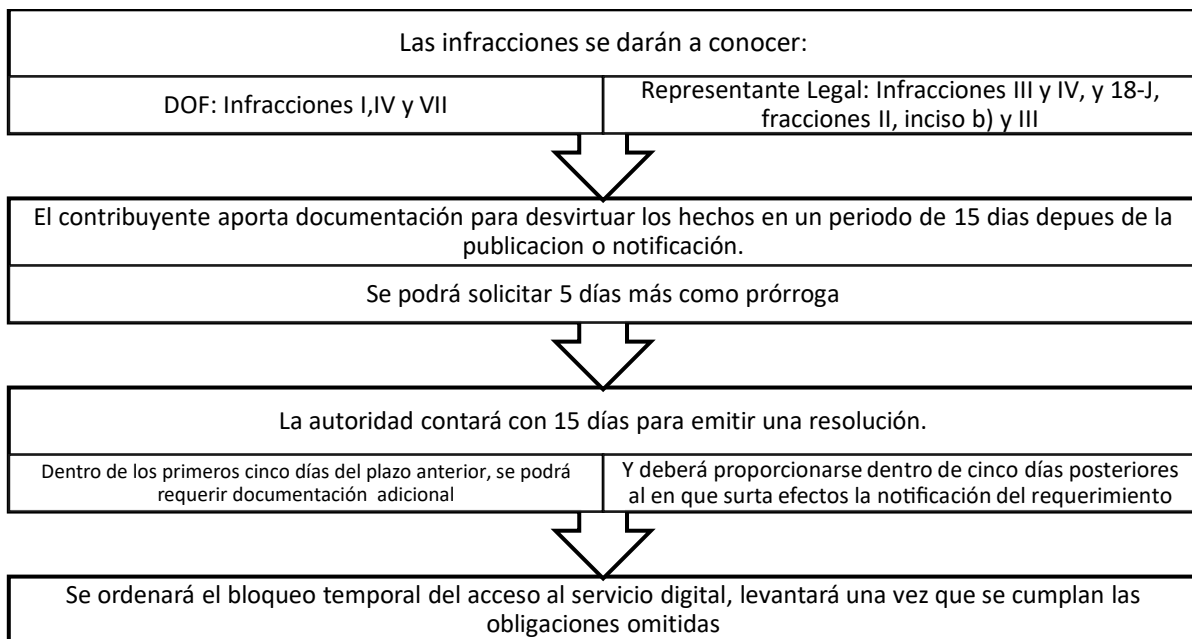 Las infracciones se darán a conocer:
DOF: Infracciones I,IV y VII
Representante Legal: Infracciones III y IV, y 18-J,
fracciones II, inciso b) y III
El contribuyente aporta documentación para desvirtuar los hechos en un periodo de 15 dias depues de la
publicacion o notificación.
Se podrá solicitar 5 días más como prórroga
La autoridad contará con 15 días para emitir una resolución.
Dentro de los primeros cinco días del plazo anterior, se podrá
requerir documentación adicional
Y deberá proporcionarse dentro de cinco días posteriores
al en que surta efectos la notificación del requerimiento
Se ordenará el bloqueo temporal del acceso al servicio digital, levantará una vez que se cumplan las
obligaciones omitidas